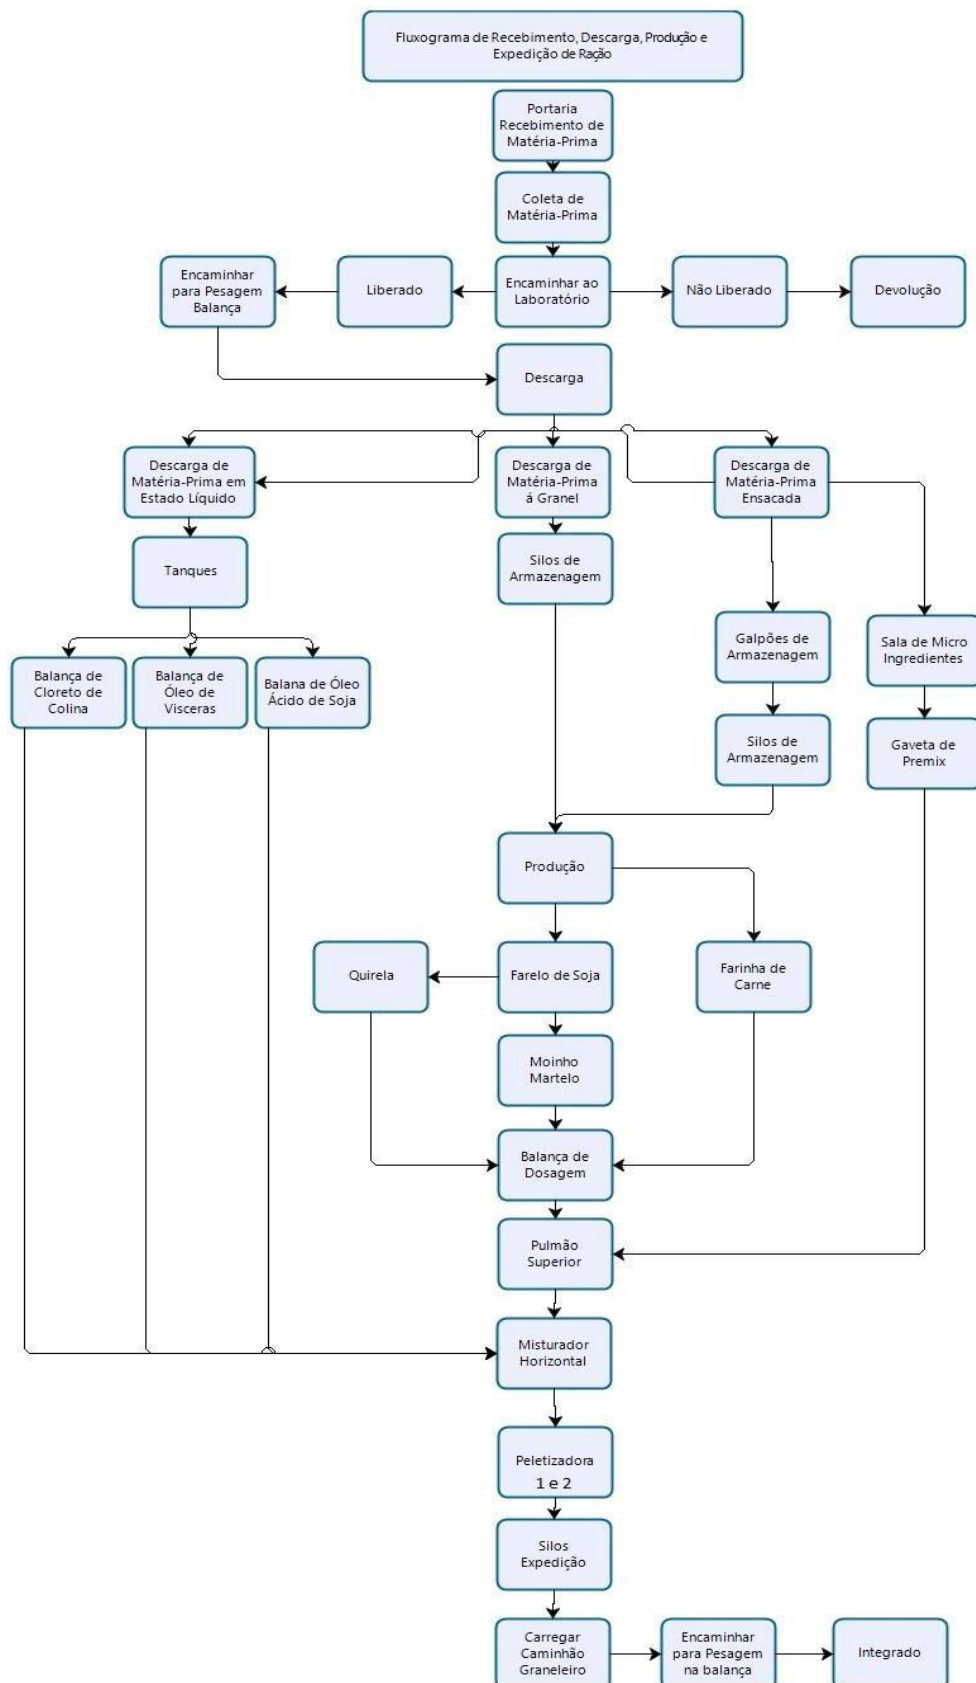 Fluxograma de Recebimento, Descarga, Produção e
Expedição de Ração
Portaria
Recebimento de
Matéria-Prima
Coleta de
Matéria-Prima
Encaminhar
para Pesagem
Balança
Liberado
Encaminhar ao
Laboratório
Não Liberado
Devolução
Descarga
Descarga de
Matéria-Prima em
Estado Líquido
Descarga de
Matéria-Prima
á Granel
Descarga de
Matéria-Prima
Ensacada
Tanques
Silos de
Armazenagem
Galpões de
Armazenagem
Sala de Micro
Ingredientes
Balança de
Cloreto de
Colina
Balança de
Óleo de
Visceras
Balana de Óleo
Ácido de Soja
Silos de
Armazenagem
Gaveta de
Premix
Produção
Quirela
Farelo de Soja
Farinha de
Carne
Moinho
Martelo
Balança de
Dosagem
Pulmão
Superior
Misturador
Horizontal
Peletizadora
1 e 2
Silos
Expedição
Carregar
Caminhão
Graneleiro
Encaminhar
para Pesagem
na balança
Integrado